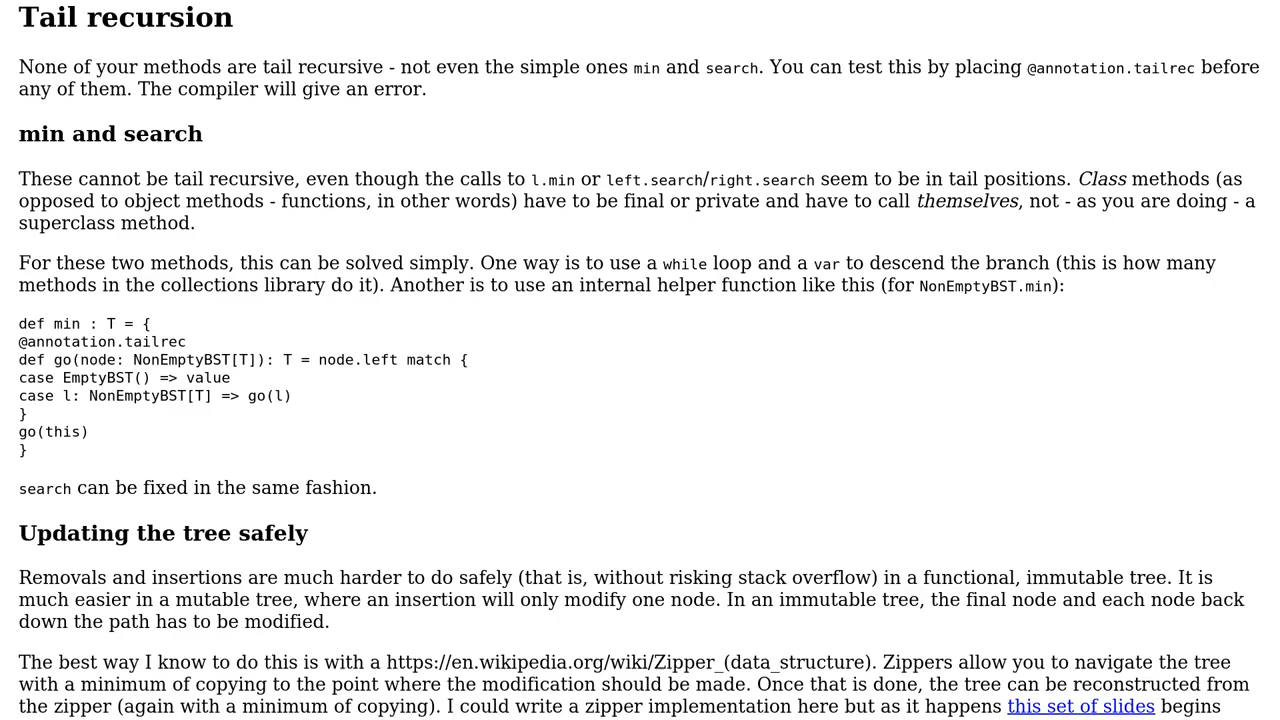 Tail recursion
None of your methods are tail recursive - not even the simple ones min and search. You can test this by placing @annotation.tailrec before
any of them. The compiler will give an error.
min and search
These cannot be tail recursive, even though the calls to l.min or left.search/right.search seem to be in tail positions. Class methods (as
opposed to object methods - functions, in other words) have to be final or private and have to call themselves, not - as you are doing - a
superclass method.
For these two methods, this can be solved simply. One way is to use a while loop and a var to descend the branch (this is how many
methods in the collections library do it). Another is to use an internal helper function like this (for NonEmptyBST.min):
def min : T = {
@annotation.tailrec
def go(node: NonEmptyBST[T]): T = node.left match {
case EmptyBST() => value
case l: NonEmptyBST[T] => go(l)
}
go(this)
}
search can be fixed in the same fashion.
Updating the tree safely
Removals and insertions are much harder to do safely (that is, without risking stack overflow) in a functional, immutable tree. It is
much easier in a mutable tree, where an insertion will only modify one node. In an immutable tree, the final node and each node back
down the path has to be modified.
The best way I know to do this is with a https://en.wikipedia.org/wiki/Zipper_(data_structure). Zippers allow you to navigate the tree
with a minimum of copying to the point where the modification should be made. Once that is done, the tree can be reconstructed from
the zipper (again with a minimum of copying). I could write a zipper implementation here but as it happens this set of slides begins